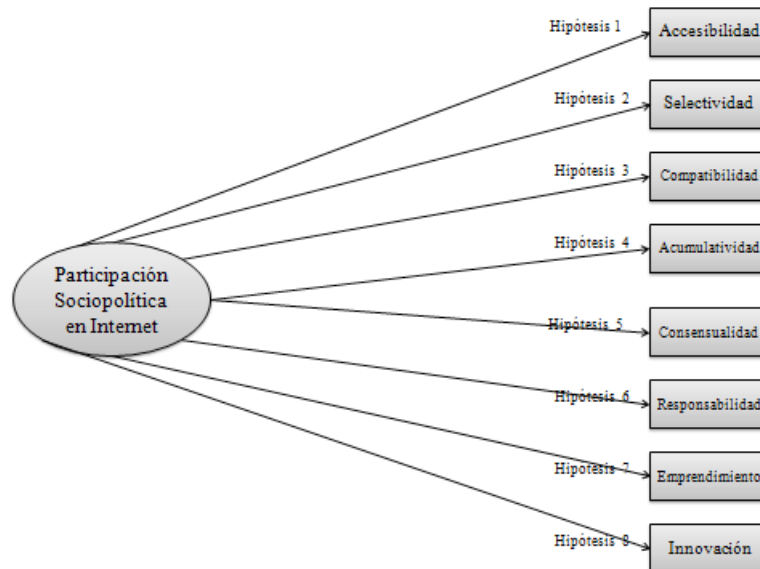 Hipótesis 1
Accesibilidad
Hipótesis 2
Selectividad
Hipótesis 3
Compatibilidad
Hipótesis 4
Acumulatividad
Participación
Sociopolítica
en Internet
Hipótesis 5
Consensualidad
Hipótesis 6
Responsabilidad
Hipótesis 7
Emprendimiento
Hipótesis 8
Innovación